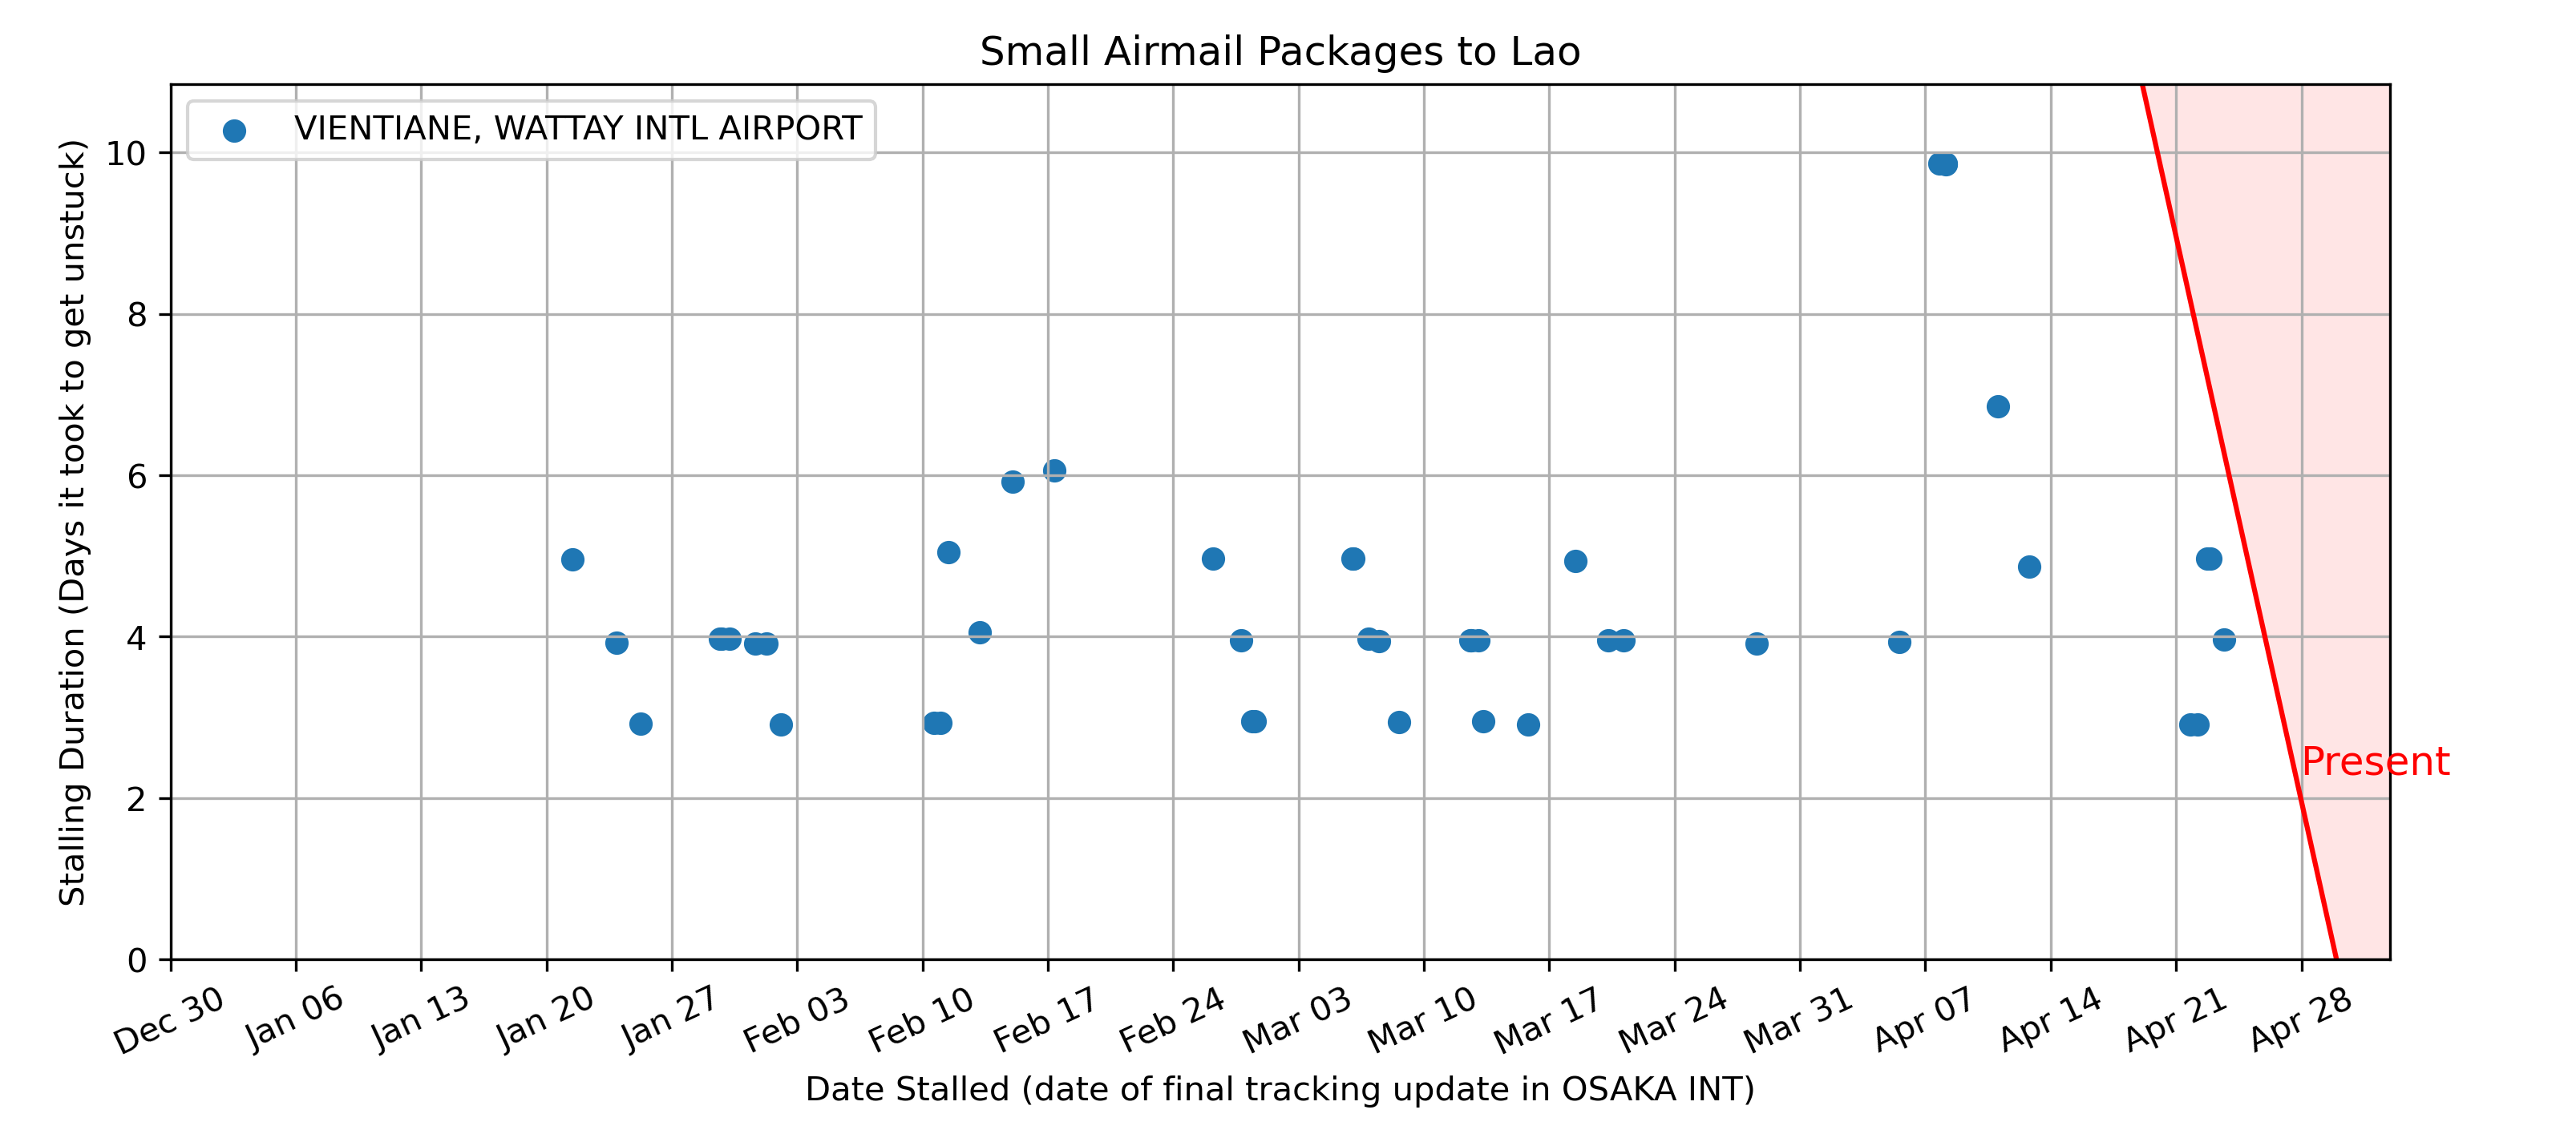 Small Airmail Packages to Lao
VIENTIANE, WATTAY INTL AIRPORT
Stalling Duration (Days it took to get unstuck)
10
8
6
4
2
0
Present
Dec 30
Jan 06
Jan 13
Jan 20
Jan 27
Feb 03
Feb 10
Feb 17
Feb 24
Mar 03
Mar 10
Mar 17
Mar 24
Mar 31
Apr 07
Apr 14
Apr 21
Apr 28
Date Stalled (date of final tracking update in OSAKA INT)